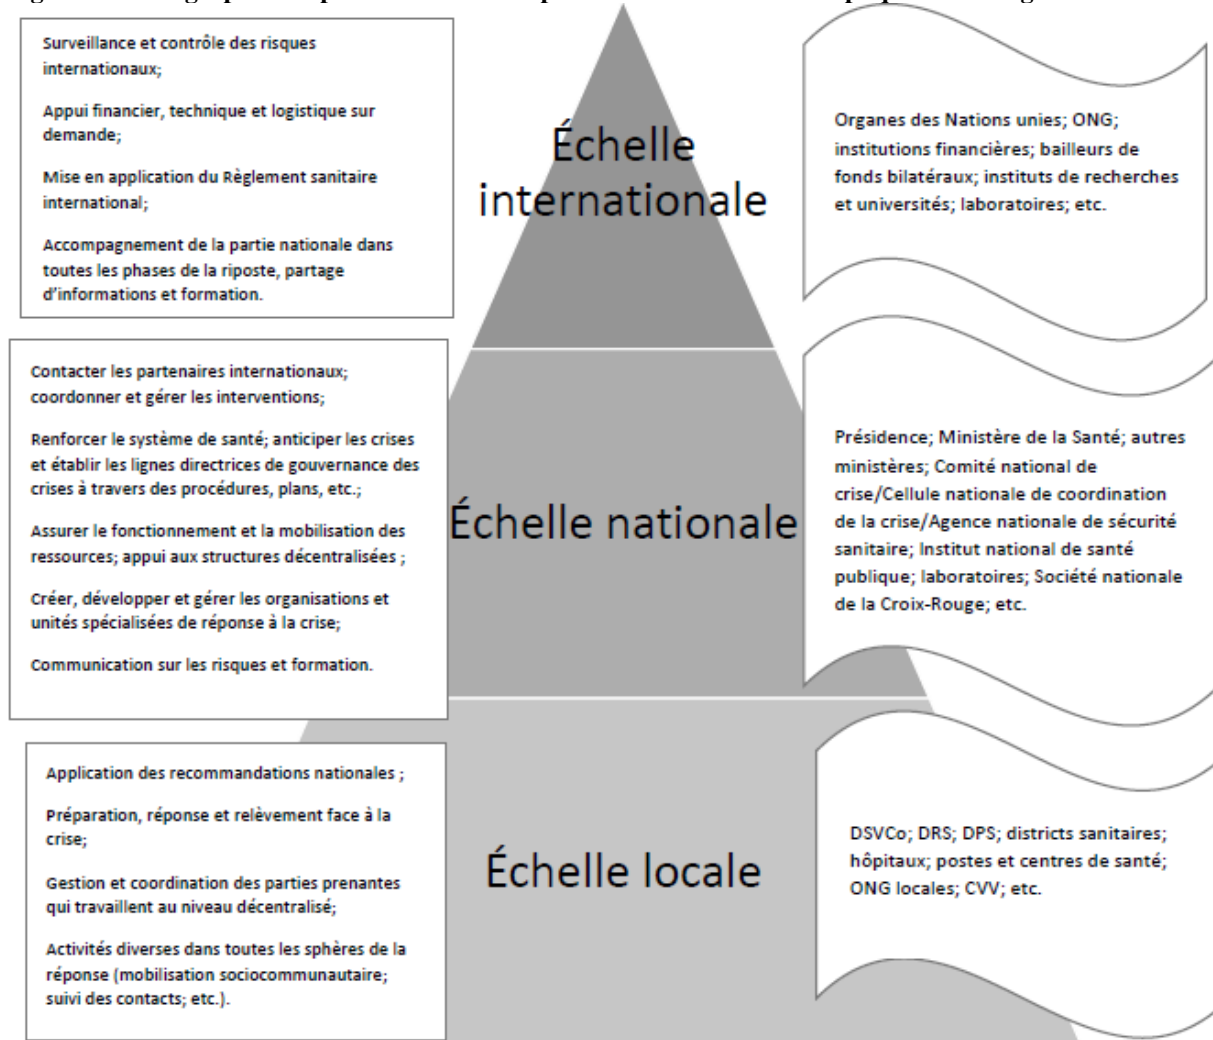 Surveillance et contrôle des risques
internationaux;
Appui financier, technique et logistique sur
demande;
Mise en application du Règlement sanitaire
international;
Accompagnement de la partie nationale dans
toutes les phases de la riposte, partage
d'informations et formation.
Échelle
internationale
Organes des Nations unies; ONG;
institutions financières; bailleurs de
fonds bilatéraux; instituts de recherches
et universités; laboratoires; etc.
Contacter les partenaires internationaux;
coordonner et gérer les interventions;
Renforcer le système de santé; anticiper les crises
et établir les lignes directrices de gouvernance des
crises à travers des procédures, plans, etc.;
Assurer le fonctionnement et la mobilisation des
ressources; appui aux structures décentralisées ;
Créer, développer et gérer les organisations et
unités spécialisées de réponse à la crise;
Communication sur les risques et formation.
Échelle nationale
Présidence; Ministère de la Santé; autres
ministères; Comité national de
crise/Cellule nationale de coordination
de la crise/Agence nationale de sécurité
sanitaire; Institut national de santé
publique; laboratoires; Société nationale
de la Croix-Rouge; etc.
Application des recommandations nationales ;
Préparation, réponse et relèvement face à la
crise;
Gestion et coordination des parties prenantes
qui travaillent au niveau décentralisé;
Activités diverses dans toutes les sphères de la
réponse (mobilisation sociocommunautaire;
suivi des contacts; etc.).
Échelle locale
DSVCo; DRS; DPS; districts sanitaires;
hôpitaux; postes et centres de santé;
ONG locales; CVV; etc.